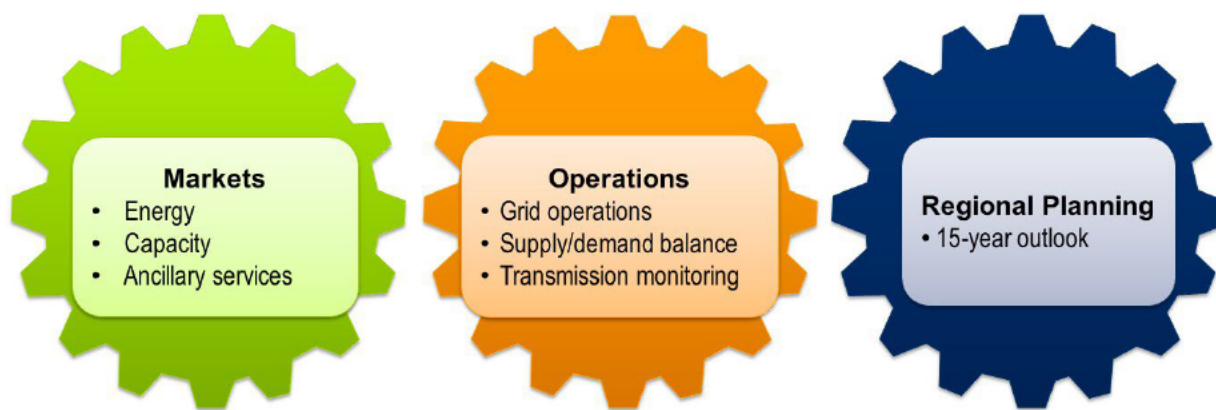 Markets
• Energy
• Capacity
• Ancillary services
Operations
• Grid operations
• Supply/demand balance
• Transmission monitoring
Regional Planning
• 15-year outlook